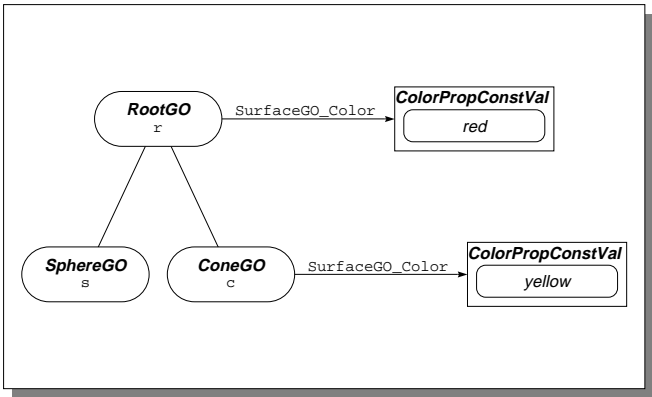 RootGO
r
SurfaceGO_Color
ColorPropConstVal
red
SphereGO
s
ConeGO
c
SurfaceGO_Color
ColorPropConstVal
yellow